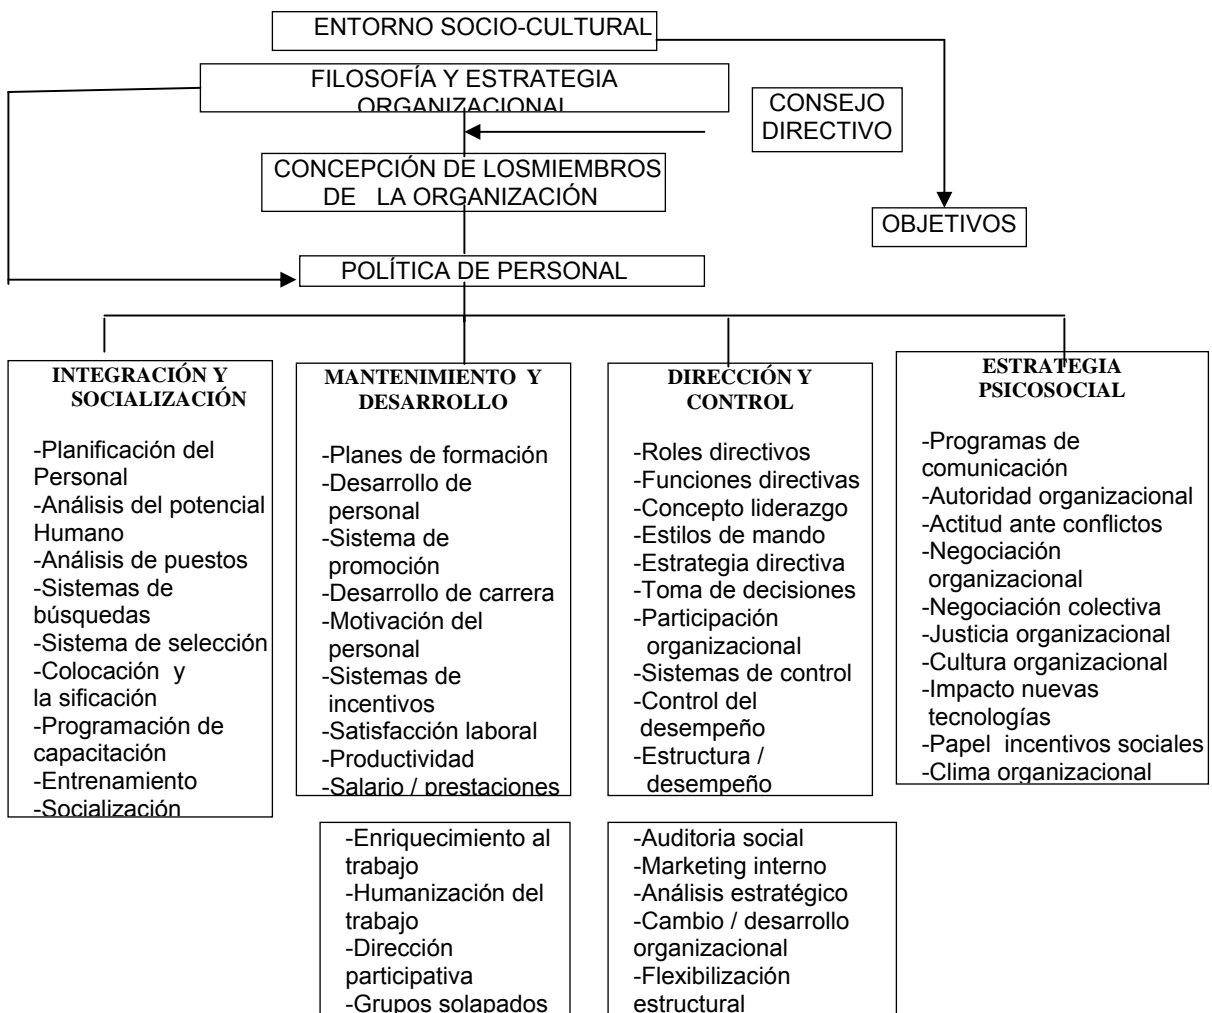 ENTORNO SOCIO-CULTURAL
FILOSOFÍA Y ESTRATEGIA
ORGANIZACIONAL
CONSEJO
DIRECTIVO
CONCEPCIÓN DE LOSMIEMBROS
DE LA ORGANIZACIÓN
OBJETIVOS
POLÍTICA DE PERSONAL
INTEGRACIÓN Y
SOCIALIZACIÓN
-Planificación del
Personal
-Análisis del potencial
Humano
-Análisis de puestos
-Sistemas de
búsquedas
-Sistema de selección
-Colocación y
la sificación
-Programación de
capacitación
-Entrenamiento
-Socialización
MANTENIMIENTO Y
DESARROLLO
-Planes de formación
-Desarrollo de
personal
-Sistema de
promoción
-Desarrollo de carrera
-Motivación del
personal
-Sistemas de
incentivos
-Satisfacción laboral
-Productividad
-Salario / prestaciones
DIRECCIÓN Y
CONTROL
-Roles directivos
-Funciones directivas
-Concepto liderazgo
-Estilos de mando
-Estrategia directiva
-Toma de decisiones
-Participación
organizacional
-Sistemas de control
-Control del
desempeño
-Estructura /
desempeño
ESTRATEGIA
PSICOSOCIAL
-Programas de
comunicación
-Autoridad organizacional
-Actitud ante conflictos
-Negociación
organizacional
-Negociación colectiva
-Justicia organizacional
-Cultura organizacional
-Impacto nuevas
tecnologías
-Papel incentivos sociales
-Clima organizacional
-Enriquecimiento al
trabajo
-Humanización del
trabajo
-Dirección
participativa
-Grupos solapados
-Auditoria social
-Marketing interno
-Análisis estratégico
-Cambio / desarrollo
organizacional
-Flexibilización
estructural